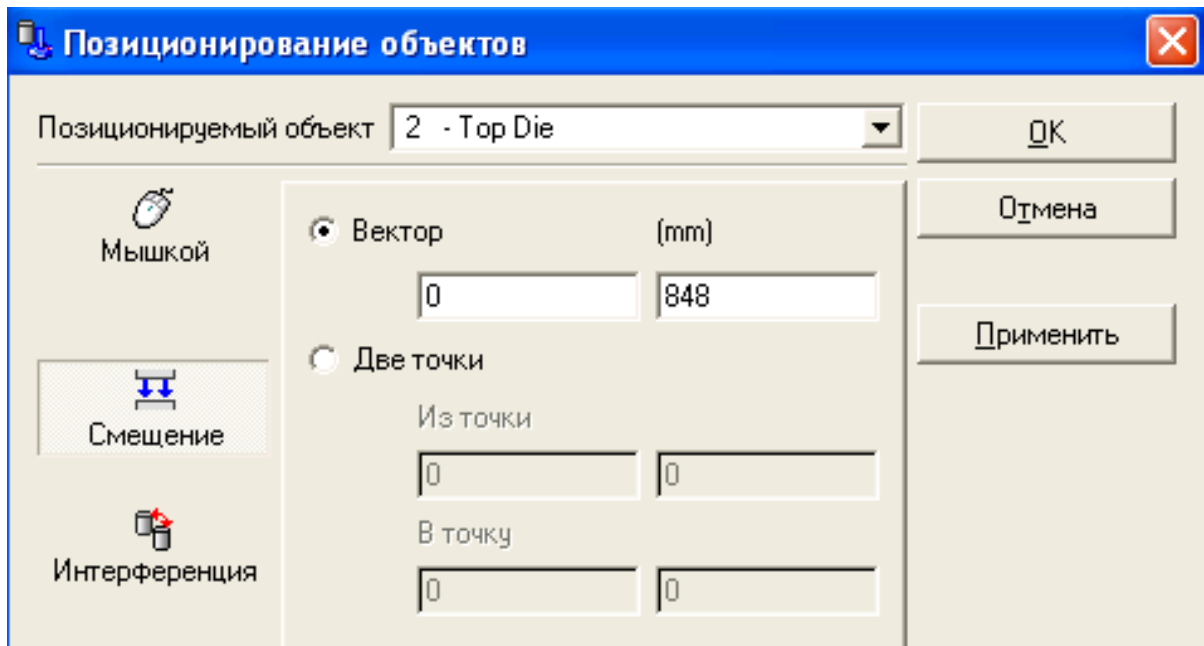 Позиционирование объектов
Позиционируемый объект 2 - Top Die OK
Мышкой
Смещение
Интерференция
Вектор (mm)
0 848
Две точки
Из точки
0 0
В точку
0 0
Отмена
Применить